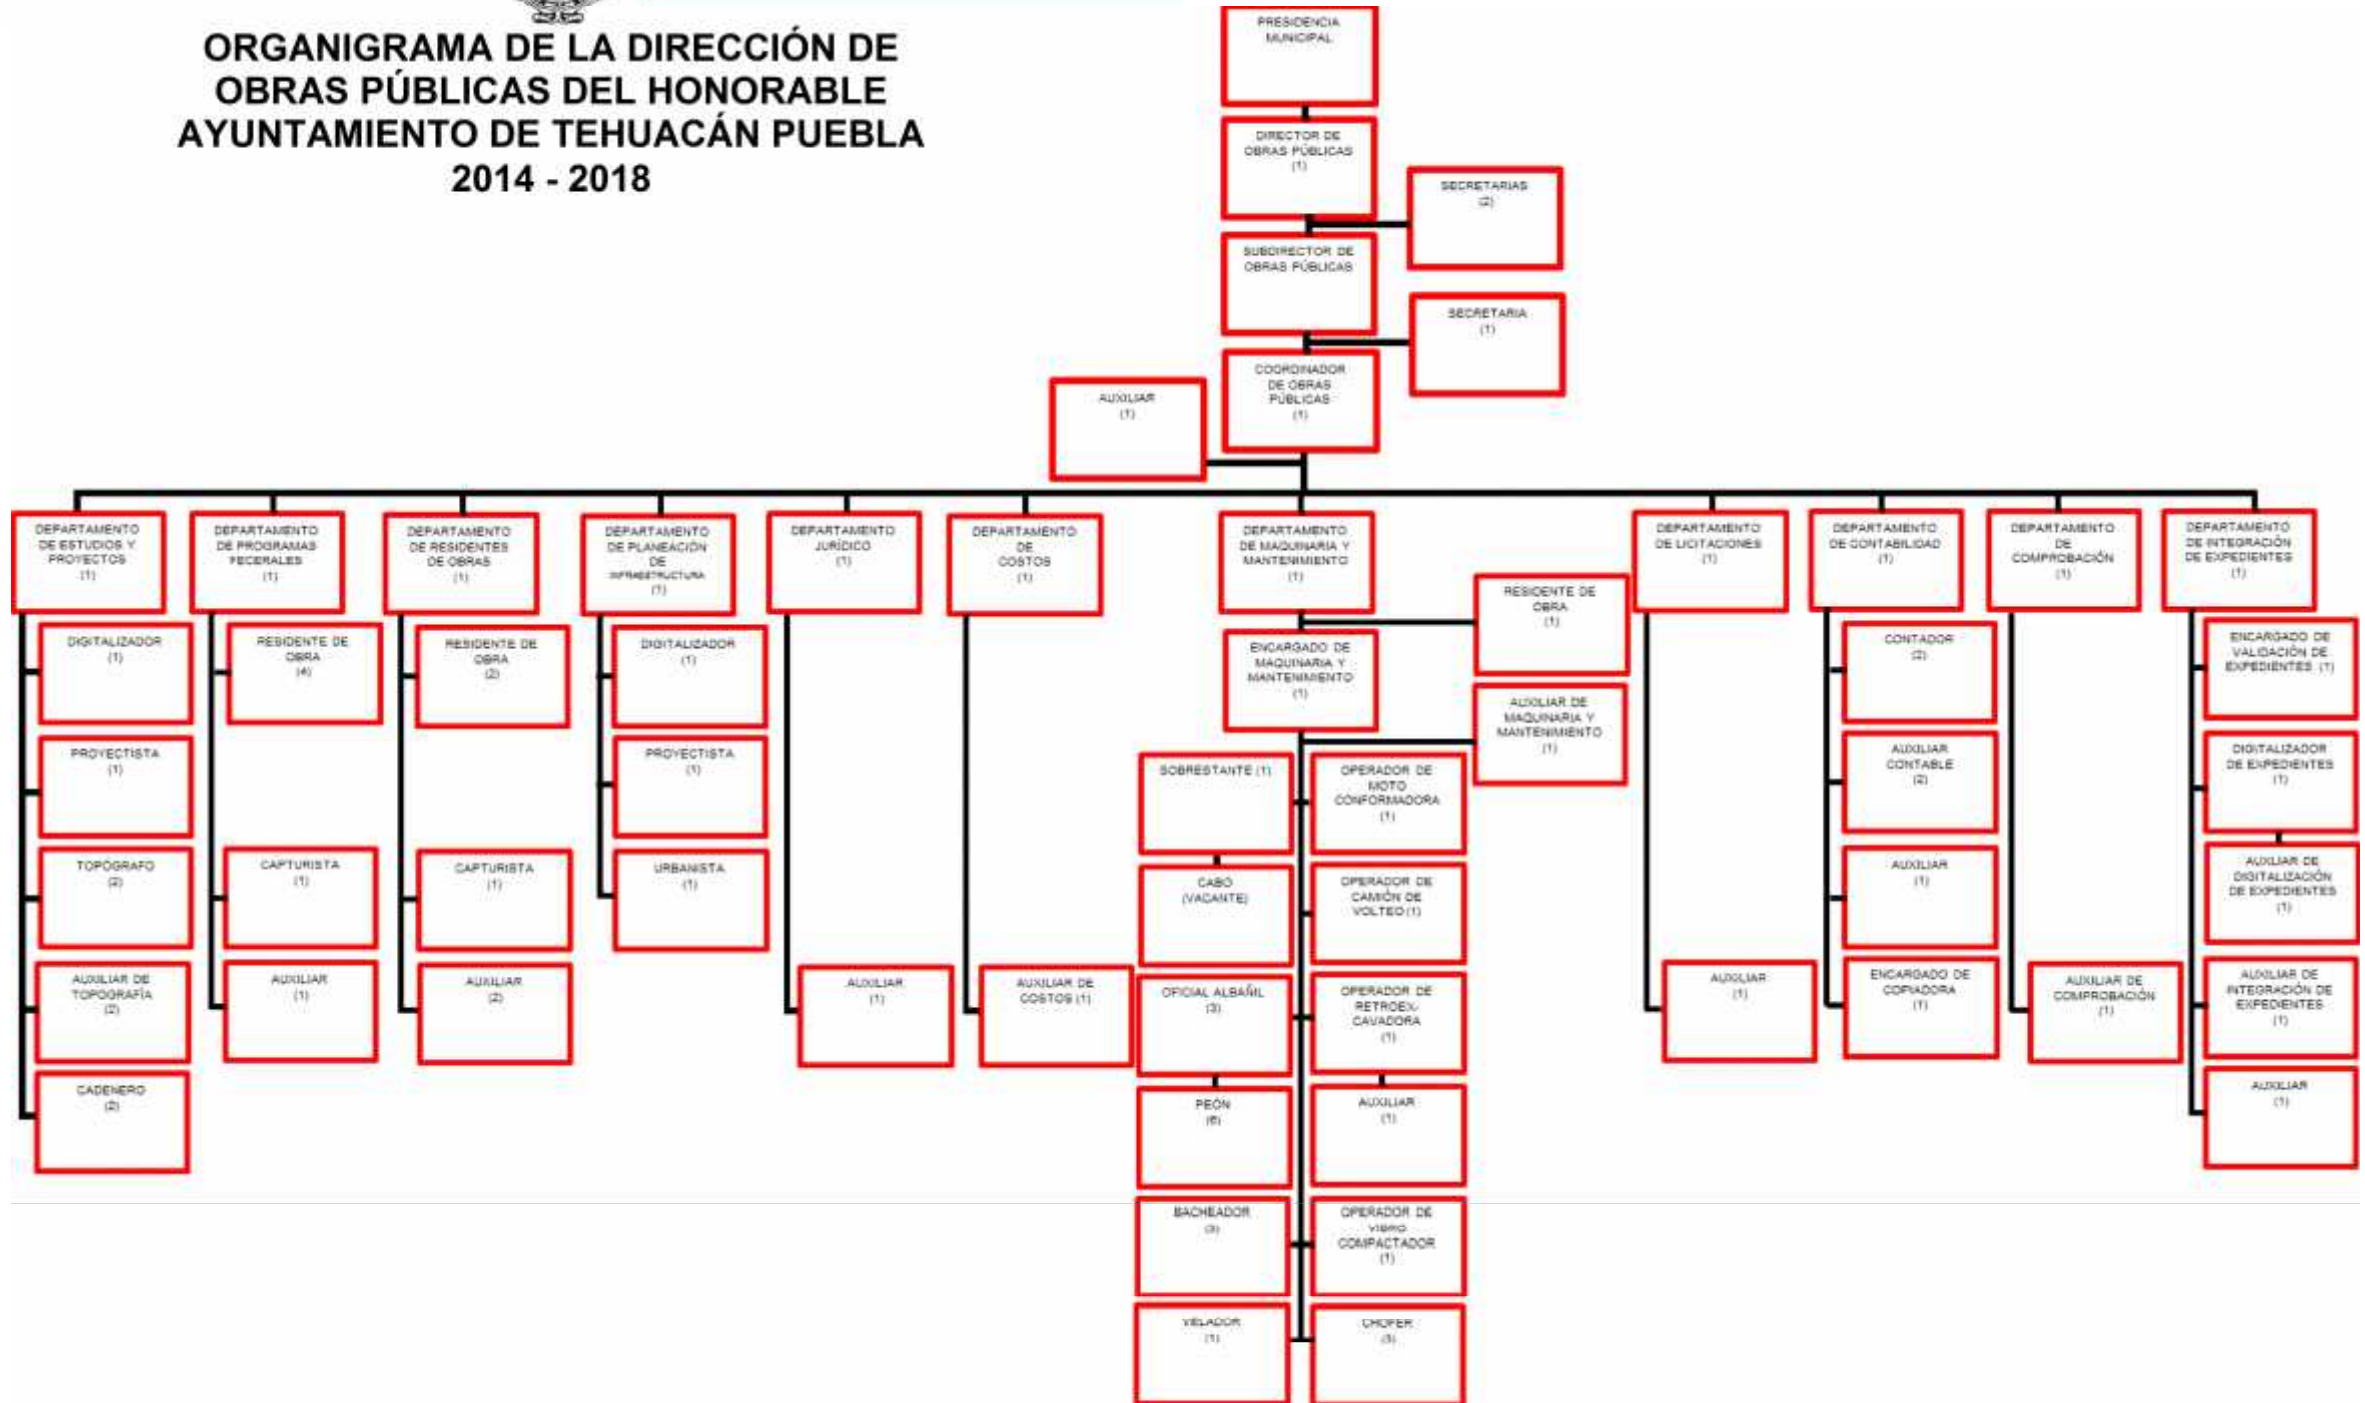 ORGANIGRAMA DE LA DIRECCIÓN DE
OBRAS PÚBLICAS DEL HONORABLE
AYUNTAMIENTO DE TEHUACÁN PUEBLA
2014 - 2018
PRESIDENCIA
MUNICIPAL
DIRECTOR DE
OBRAS PÚBLICAS
(1)
SECRETARIAS
(2)
SUBDIRECTOR DE
OBRAS PÚBLICAS
SECRETARIA
(1)
COORDINADOR
DE OBRAS
PÚBLICAS
(1)
AUXILIAR
(1)
DEPARTAMENTO
DE ESTUDIOS Y
PROYECTOS
(1)
DIGITALIZADOR
(1)
PROYECTISTA
(1)
TOPÓGRAFO
(2)
AUXILIAR DE
TOPOGRAFÍA
(2)
CADENERO
(2)
DEPARTAMENTO
DE PROGRAMAS
FECERALES
(1)
RESIDENTE DE
OBRA
(4)
CAPTURISTA
(1)
AUXILIAR
(1)
DEPARTAMENTO
DE RESIDENTES
DE OBRAS
(1)
RESIDENTE DE
OBRA
(2)
CAPTURISTA
(1)
AUXILIAR
(2)
DEPARTAMENTO
DE PLANEACIÓN
DE
INFRAESTRUCTURA
(1)
DIGITALIZADOR
(1)
PROYECTISTA
(1)
URBANISTA
(1)
DEPARTAMENTO
JURÍDICO
(1)
AUXILIAR
(1)
DEPARTAMENTO
DE
COSTOS
(1)
AUXILIAR DE
COSTOS (1)
DEPARTAMENTO
DE MAQUINARIA Y
MANTENIMIENTO
(1)
RESIDENTE DE
OBRA
(1)
ENCARGADO DE
MAQUINARIA Y
MANTENIMIENTO
(1)
AUXILIAR DE
MAQUINARIA Y
MANTENIMIENTO
(1)
SOBRESTANTE (1)
CABO
(VACANTE)
OFICIAL ALBAÑIL
(3)
PEÓN
(6)
BACHEADOR
(3)
VELADOR
(1)
OPERADOR DE
MOTO
CONFORMADORA
(1)
OPERADOR DE
CAMIÓN DE
VOLTEO (1)
OPERADOR DE
RETROEX-
CAVADORA
(1)
AUXILIAR
(1)
OPERADOR DE
VIBRO
COMPACTADOR
(1)
CHOFER
(3)
DEPARTAMENTO
DE LICITACIONES
(1)
AUXILIAR
(1)
DEPARTAMENTO
DE CONTABILIDAD
(1)
CONTADOR
(2)
AUXILIAR
CONTABLE
(2)
AUXILIAR
(1)
ENCARGADO DE
COPIADORA
(1)
DEPARTAMENTO
DE
COMPROBACIÓN
(1)
AUXILIAR DE
COMPROBACIÓN
(1)
DEPARTAMENTO
DE INTEGRACIÓN
DE EXPEDIENTES
(1)
ENCARGADO DE
VALIDACIÓN DE
EXPEDIENTES (1)
DIGITALIZADOR
DE EXPEDIENTES
(1)
AUXILIAR DE
DIGITALIZACIÓN
DE EXPEDIENTES
(1)
AUXILIAR DE
INTEGRACIÓN DE
EXPEDIENTES
(1)
AUXILIAR
(1)